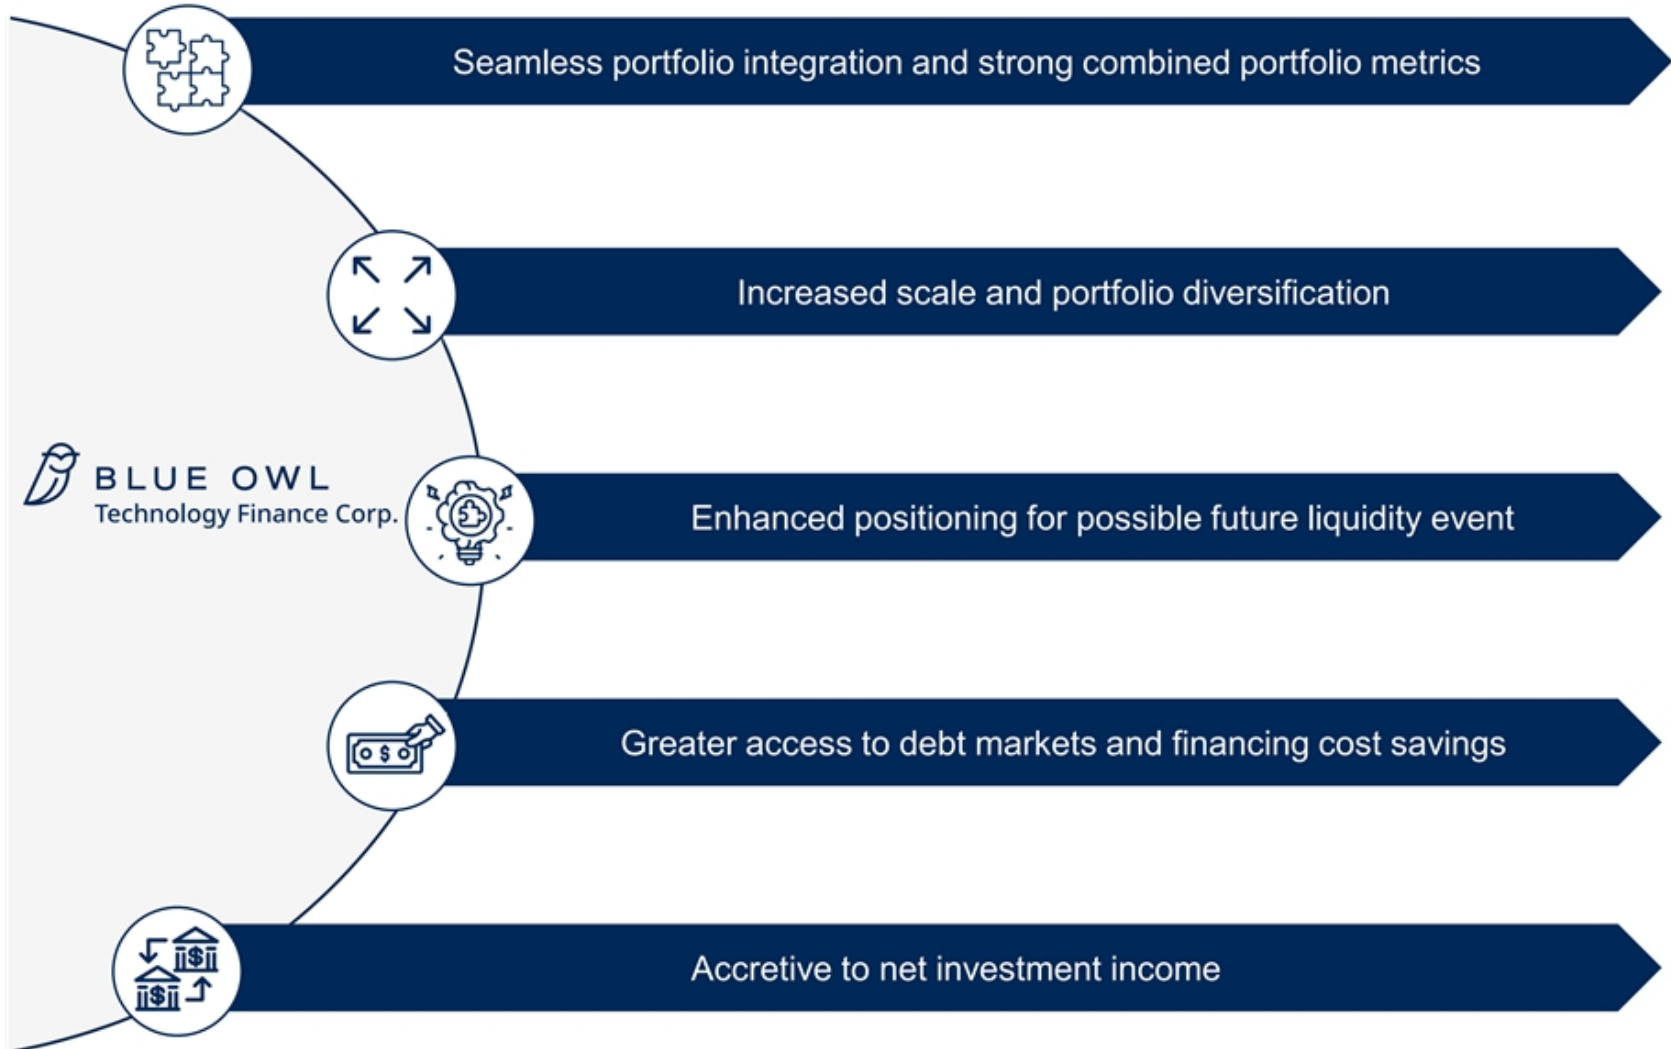 Seamless portfolio integration and strong combined portfolio metrics
Increased scale and portfolio diversification
BLUE OWL
Technology Finance Corp.
Enhanced positioning for possible future liquidity event
Greater access to debt markets and financing cost savings
Accretive to net investment income